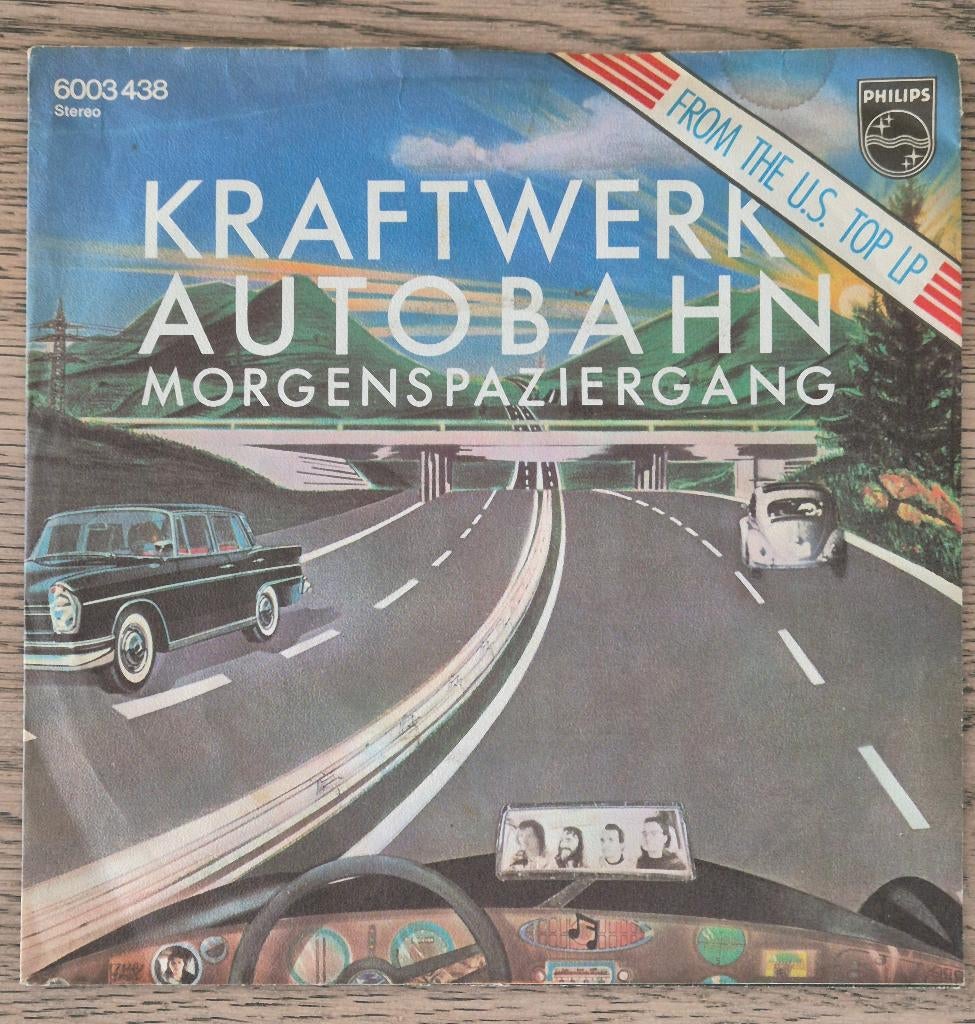 6003 438
Stereo
FROM THE U.S. TOP LP
PHILIPS
KRAFTWERK
AUTOBAHN
MORGENSPAZIERGANG